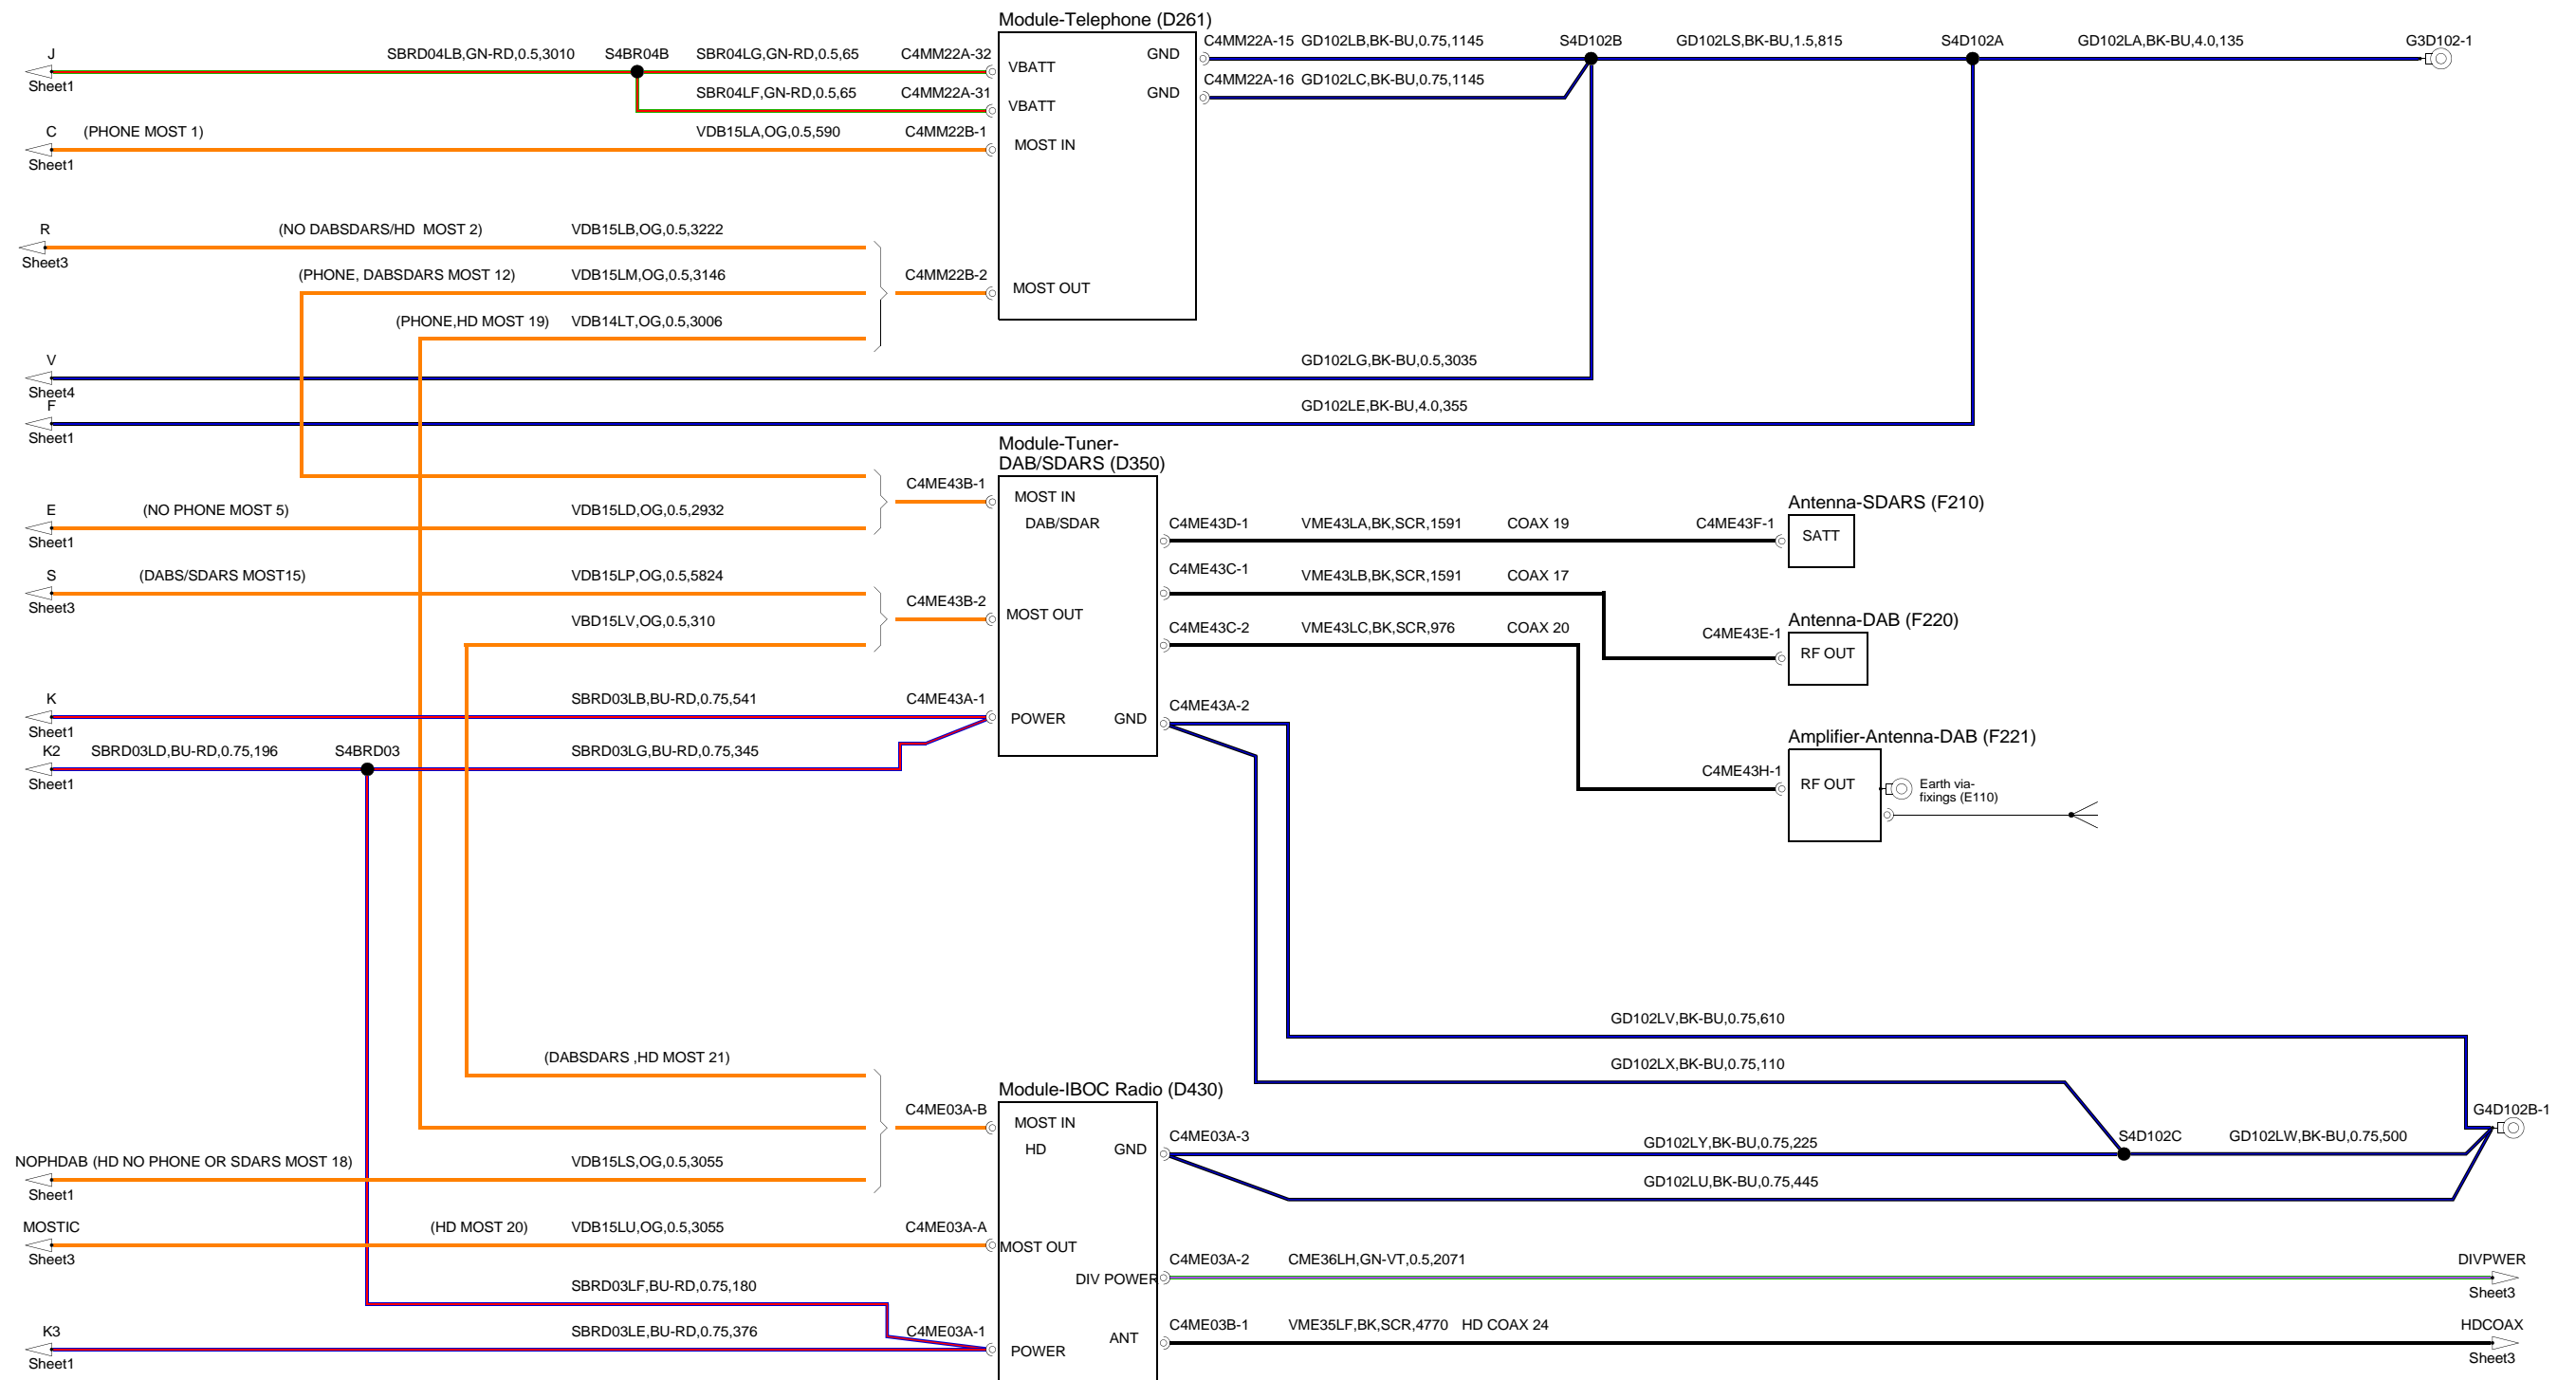 Module-Telephone (D261)
J
Sheet1
SBRD04LB,GN-RD,0.5,3010
S4BR04B
SBR04LG,GN-RD,0.5,65
C4MM22A-32
VBATT
GND
C4MM22A-15 GD102LB,BK-BU,0.75,1145
S4D102B
GD102LS,BK-BU,1.5,815
S4D102A
GD102LA,BK-BU,4.0,135
G3D102-1
SBR04LF,GN-RD,0.5,65
C4MM22A-31
VBATT
GND
C4MM22A-16 GD102LC,BK-BU,0.75,1145
C
(PHONE MOST 1)
Sheet1
VDB15LA,OG,0.5,590
C4MM22B-1
MOST IN
R
Sheet3
(NO DABSDARS/HD MOST 2)
VDB15LB,OG,0.5,3222
(PHONE, DABSDARS MOST 12)
VDB15LM,OG,0.5,3146
C4MM22B-2
MOST OUT
(PHONE,HD MOST 19)
VDB14LT,OG,0.5,3006
V
Sheet4
GD102LG,BK-BU,0.5,3035
F
Sheet1
GD102LE,BK-BU,4.0,355
Module-Tuner-
DAB/SDARS (D350)
C4ME43B-1
MOST IN
DAB/SDAR
E
Sheet1
(NO PHONE MOST 5)
VDB15LD,OG,0.5,2932
C4ME43D-1
VME43LA,BK,SCR,1591
COAX 19
C4ME43F-1
Antenna-SDARS (F210)
SATT
S
Sheet3
(DABS/SDARS MOST15)
VDB15LP,OG,0.5,5824
C4ME43B-2
MOST OUT
C4ME43C-1
VME43LB,BK,SCR,1591
COAX 17
VBD15LV,OG,0.5,310
C4ME43C-2
VME43LC,BK,SCR,976
COAX 20
C4ME43E-1
Antenna-DAB (F220)
RF OUT
K
Sheet1
SBRD03LB,BU-RD,0.75,541
C4ME43A-1
POWER
GND
C4ME43A-2
K2
Sheet1
SBRD03LD,BU-RD,0.75,196
S4BRD03
SBRD03LG,BU-RD,0.75,345
Amplifier-Antenna-DAB (F221)
C4ME43H-1
RF OUT
Earth via-
fixings (E110)
GD102LV,BK-BU,0.75,610
(DABSDARS ,HD MOST 21)
GD102LX,BK-BU,0.75,110
Module-IBOC Radio (D430)
C4ME03A-B
MOST IN
HD
GND
C4ME03A-3
GD102LY,BK-BU,0.75,225
S4D102C
GD102LW,BK-BU,0.75,500
G4D102B-1
NOPHDAB (HD NO PHONE OR SDARS MOST 18)
Sheet1
VDB15LS,OG,0.5,3055
GD102LU,BK-BU,0.75,445
MOSTIC
Sheet3
(HD MOST 20)
VDB15LU,OG,0.5,3055
C4ME03A-A
MOST OUT
DIV POWER
C4ME03A-2
CME36LH,GN-VT,0.5,2071
DIVPWER
Sheet3
SBRD03LF,BU-RD,0.75,180
K3
Sheet1
SBRD03LE,BU-RD,0.75,376
C4ME03A-1
POWER
ANT
C4ME03B-1
VME35LF,BK,SCR,4770
HD COAX 24
HDCOAX
Sheet3